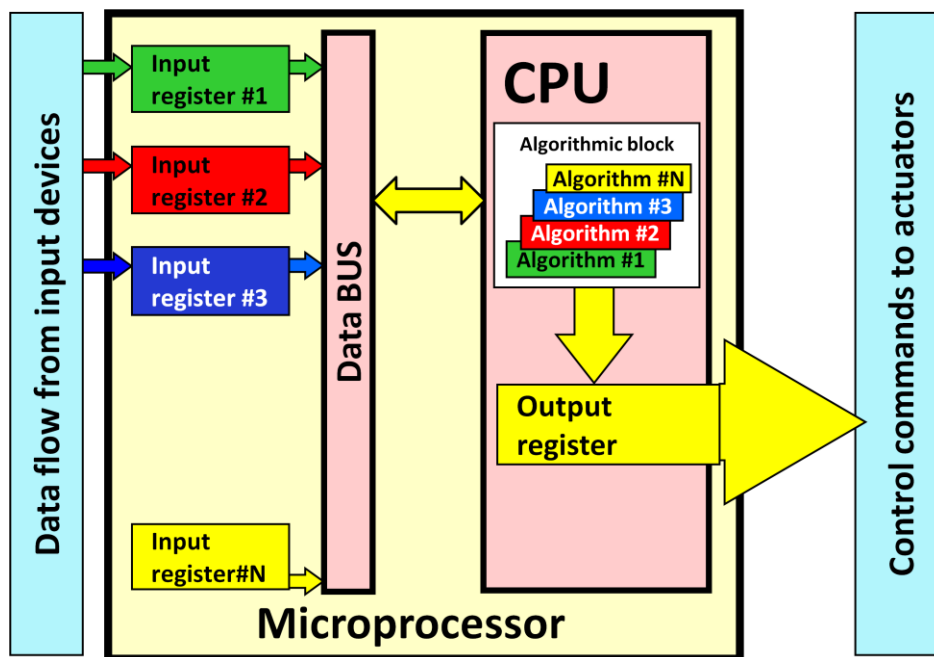 Data flow from input devices
Input
register #1
Input
register #2
Input
register #3
Input
register#N
Data BUS
CPU
Algorithmic block
Algorithm #N
Algorithm #3
Algorithm #2
Algorithm #1
Output
register
Microprocessor
Control commands to actuators